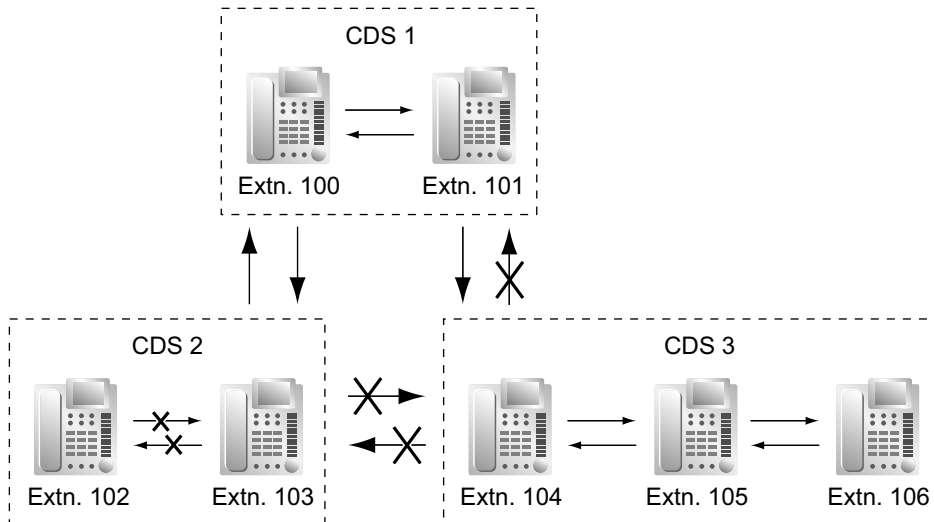 CDS 1
Extn. 100
Extn. 101
CDS 2
CDS 3
Extn. 102
Extn. 103
Extn. 104
Extn. 105
Extn. 106